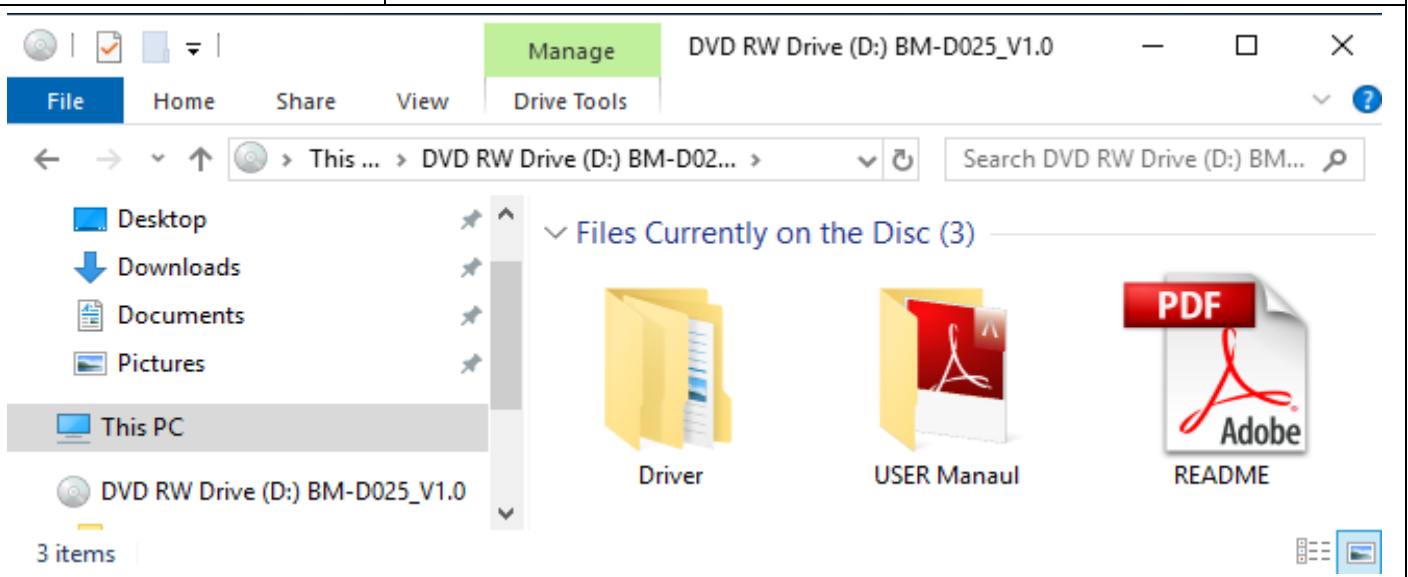 Manage
DVD RW Drive (D:) BM-D025_V1.0
File
Home
Share
View
Drive Tools
?
This ...
DVD RW Drive (D:) BM-D02...
Search DVD RW Drive (D:) BM...
Desktop
Downloads
Documents
Pictures
This PC
DVD RW Drive (D:) BM-D025_V1.0
Files Currently on the Disc (3)
PDF
Adobe
Driver
USER Manaul
README
3 items